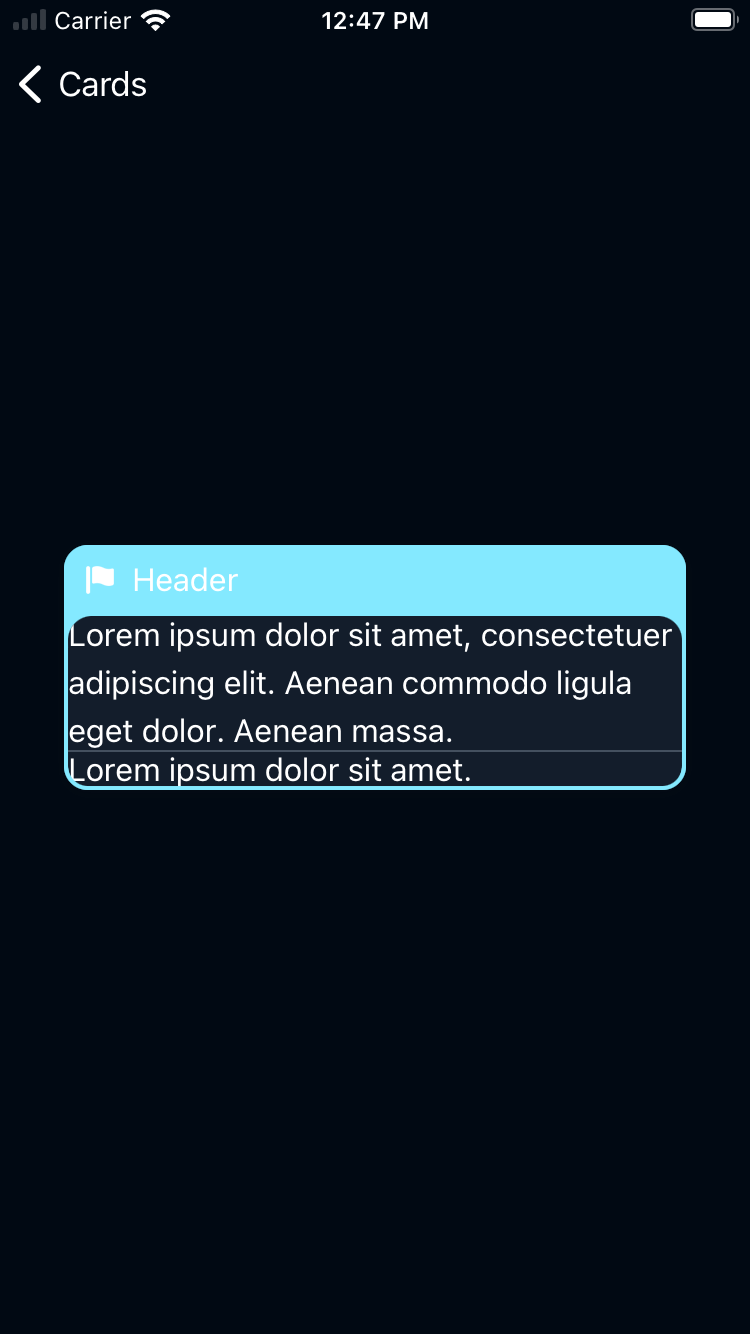 Carrier 12:47 PM
Cards
Header
Lorem ipsum dolor sit amet, consectetuer
adipiscing elit. Aenean commodo ligula
eget dolor. Aenean massa.
Lorem ipsum dolor sit amet.